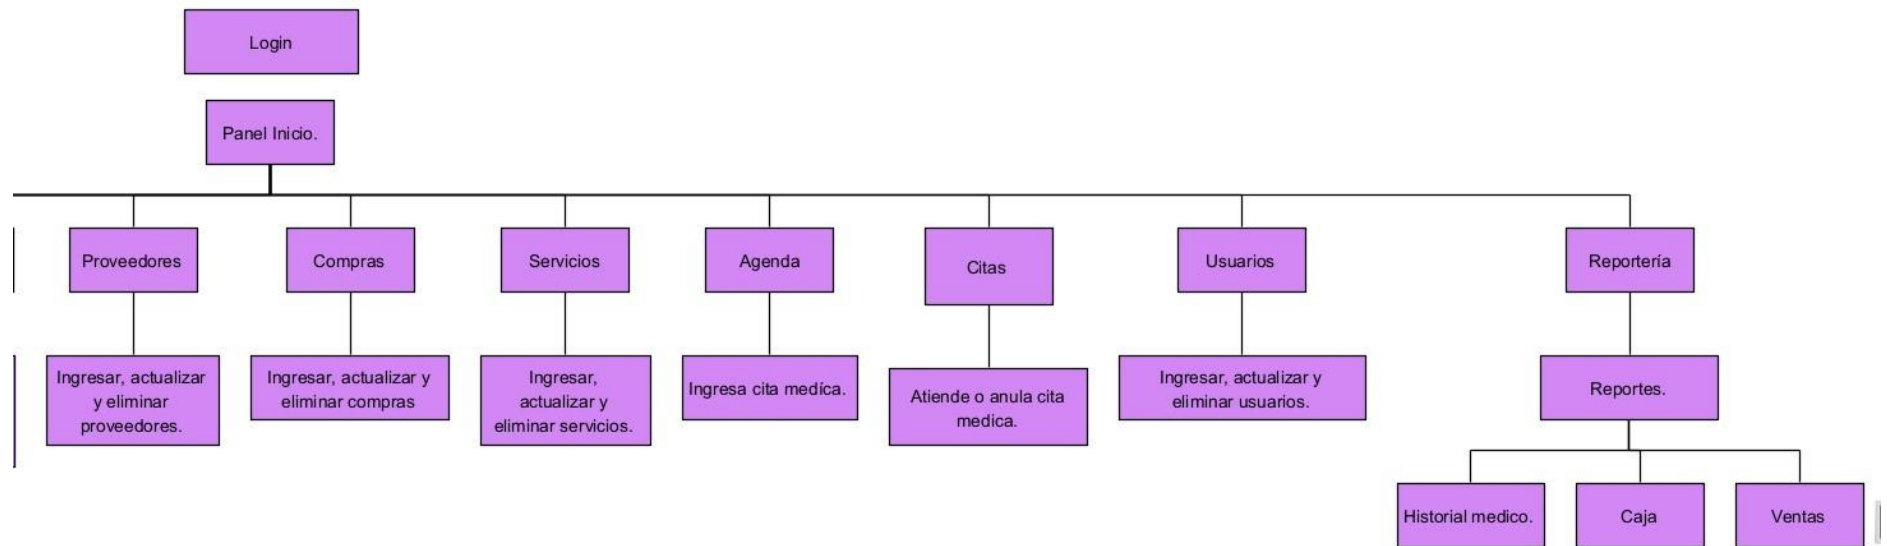 Login
Panel Inicio.
Proveedores
Compras
Servicios
Agenda
Citas
Usuarios
Reportería
Ingresar, actualizar
y eliminar
proveedores.
Ingresar, actualizar y
eliminar compras
Ingresar,
actualizar y
eliminar servicios.
Ingresa cita medica.
Atiende o anula cita
medica.
Ingresar, actualizar y
eliminar usuarios.
Reportes.
Historial medico.
Caja
Ventas